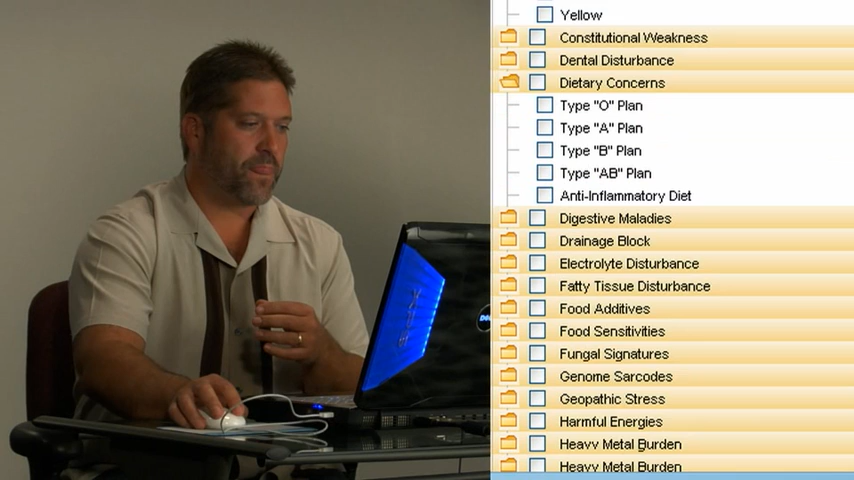 Yellow
Constitutional Weakness
Dental Disturbance
Dietary Concerns
Type "O" Plan
Type "A" Plan
Type "B" Plan
Type "AB" Plan
Anti-Inflammatory Diet
Digestive Maladies
Drainage Block
Electrolyte Disturbance
Fatty Tissue Disturbance
Food Additives
Food Sensitivities
Fungal Signatures
Genome Sarcodes
Geopathic Stress
Harmful Energies
Heavy Metal Burden
Heavy Metal Burden
XPS